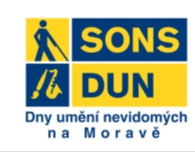 SONS
DUN
Dny umění nevidomých
na Moravě